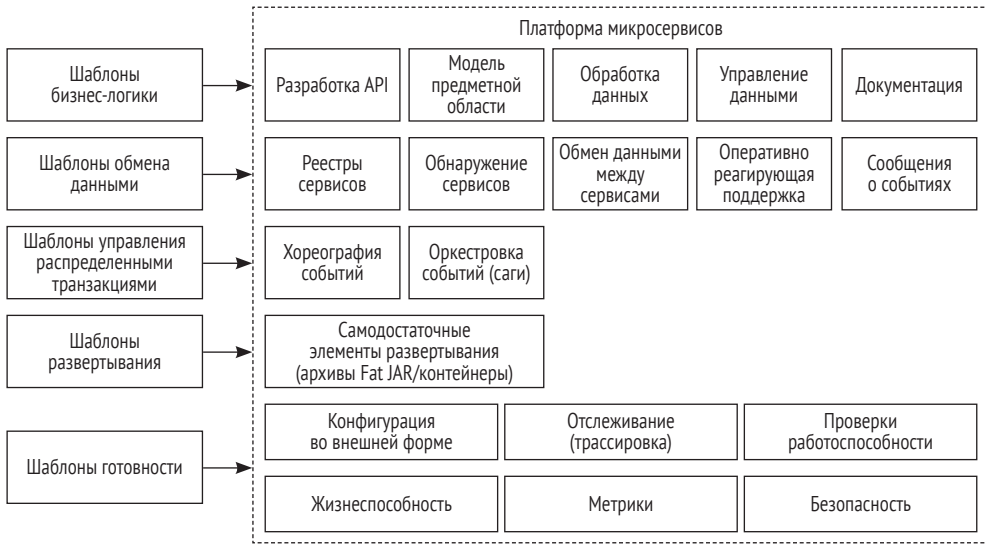 Платформа микросервисов
Шаблоны
бизнес-логики
Разработка API
Модель
предметной
области
Обработка
данных
Управление
данными
Документация
Шаблоны обмена
данными
Реестры
сервисов
Обнаружение
сервисов
Обмен данными
между
сервисами
Оперативно
реагирующая
поддержка
Сообщения
о событиях
Шаблоны управления
распределенными
транзакциями
Хореография
событий
Оркестровка
событий (саги)
Шаблоны
развертывания
Самодостаточные
элементы развертывания
(архивы Fat JAR/контейнеры)
Шаблоны готовности
Конфигурация
во внешней форме
Отслеживание
(трассировка)
Проверки
работоспособности
Жизнеспособность
Метрики
Безопасность